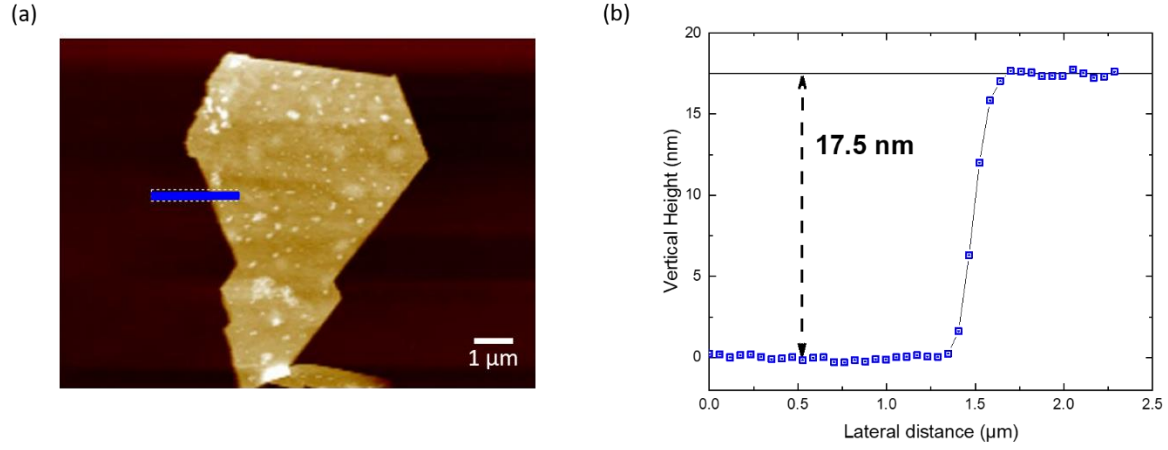 (a)
(b)
1 μm
20
15
10
5
0
17.5 nm
Vertical Height (nm)
0.0 0.5 1.0 1.5 2.0 2.5
Lateral distance (μm)